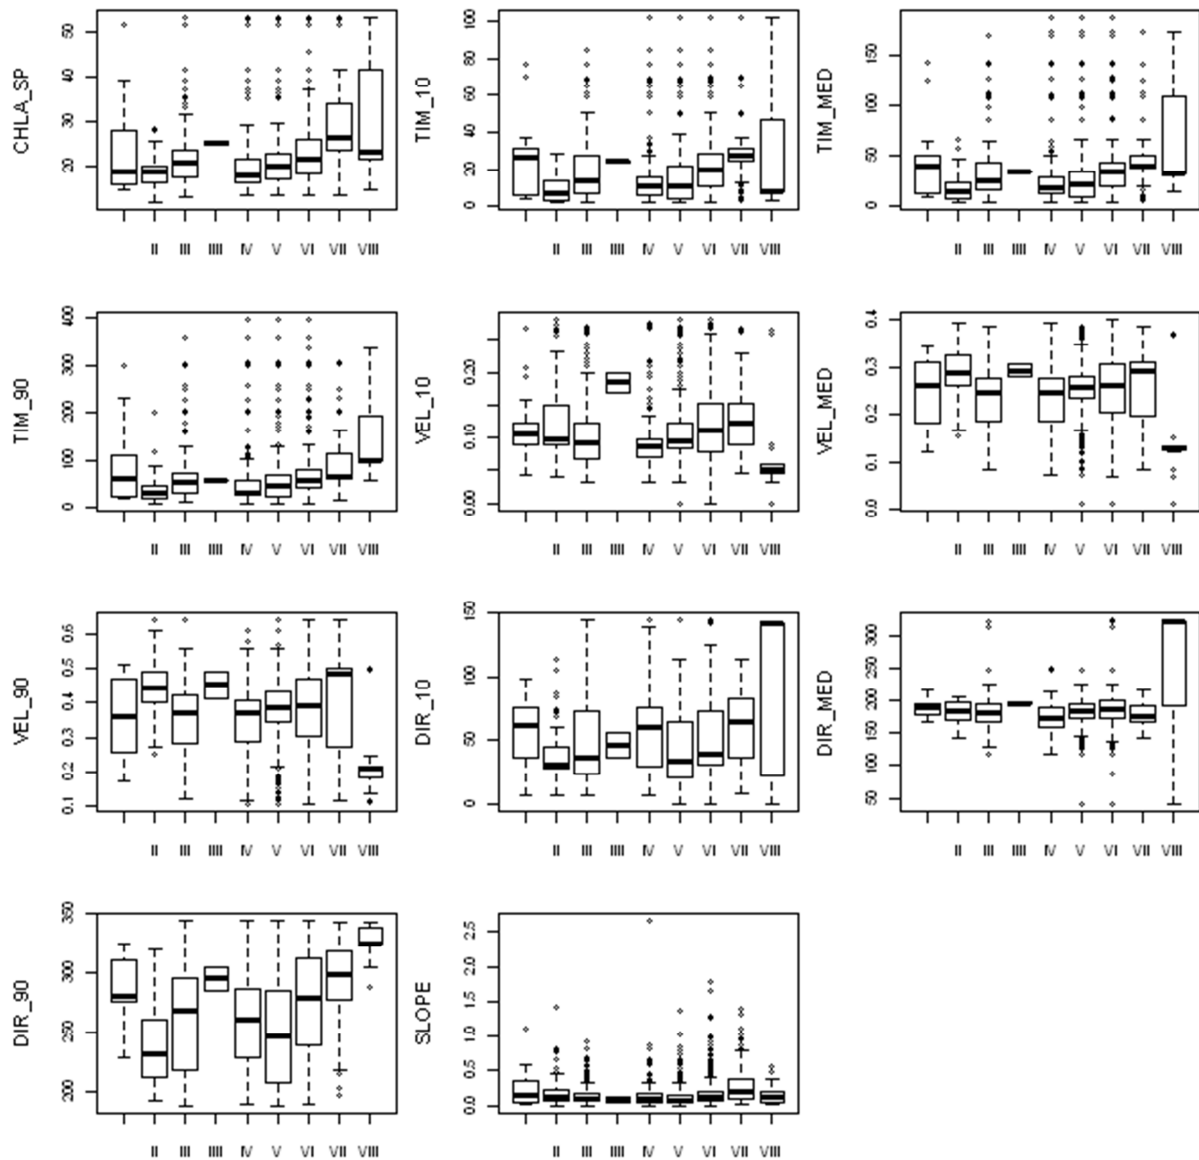 CHLA_SP
20 30 40 50
II III IIII IV V VI VII VIII
TIM_10
0 20 40 60 80 100
II III IIII IV V VI VII VIII
TIM_MED
0 50 100 150
II III IIII IV V VI VII VIII
TIM_90
0 100 200 300 400
II III IIII IV V VI VII VIII
VEL_10
0.00 0.10 0.20
II III IIII IV V VI VII VIII
VEL_MED
0.0 0.1 0.2 0.3 0.4
II III IIII IV V VI VII VIII
VEL_90
0.1 0.2 0.3 0.4 0.5 0.6
II III IIII IV V VI VII VIII
DIR_10
0 50 100 150
II III IIII IV V VI VII VIII
DIR_MED
50 100 150 200 250 300
II III IIII IV V VI VII VIII
DIR_90
200 250 300 350
II III IIII IV V VI VII VIII
SLOPE
0.0 0.5 1.0 1.5 2.0 2.5
II III IIII IV V VI VII VIII